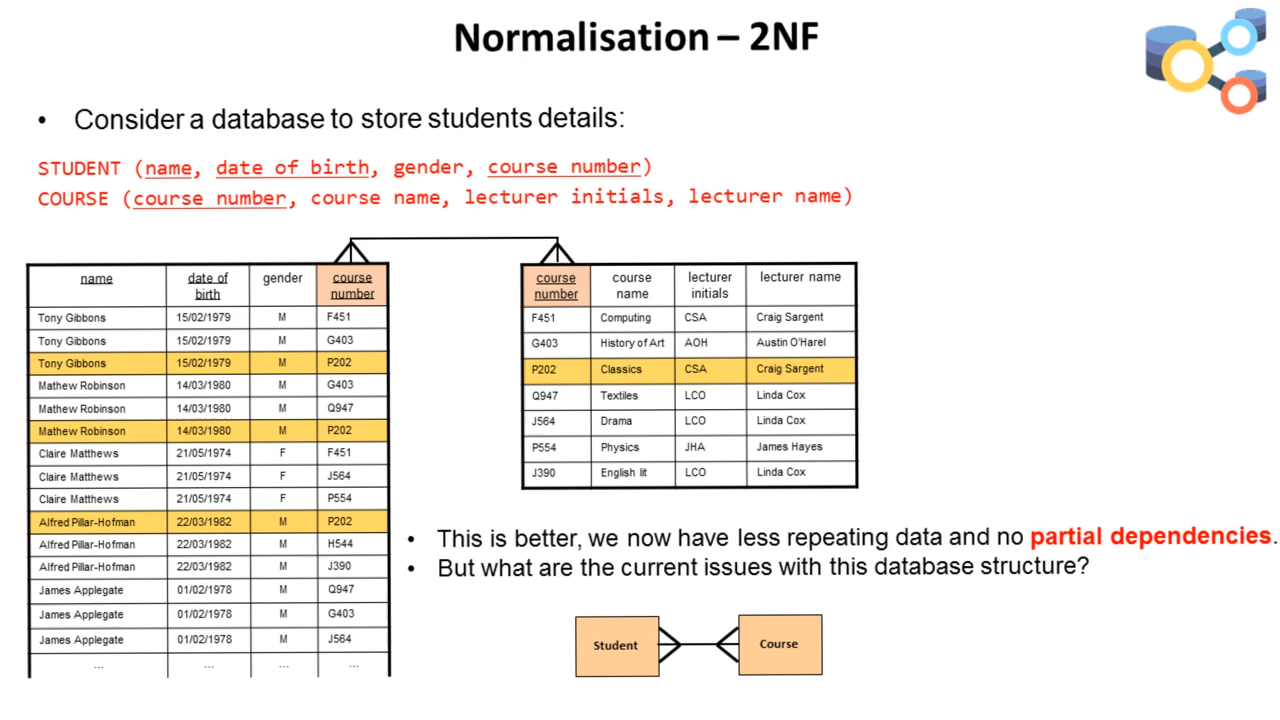 Normalisation – 2NF
• Consider a database to store students details:
STUDENT (name, date of birth, gender, course number)
COURSE (course number, course name, lecturer initials, lecturer name)
name date of birth gender course number
Tony Gibbons 15/02/1979 M F451
Tony Gibbons 15/02/1979 M G403
Tony Gibbons 15/02/1979 M P202
Mathew Robinson 14/03/1980 M G403
Mathew Robinson 14/03/1980 M Q947
Mathew Robinson 14/03/1980 M P202
Claire Matthews 21/05/1974 F F451
Claire Matthews 21/05/1974 F J564
Claire Matthews 21/05/1974 F P554
Alfred Pillar-Hofman 22/03/1982 M P202
Alfred Pillar-Hofman 22/03/1982 M H544
Alfred Pillar-Hofman 22/03/1982 M J390
James Applegate 01/02/1978 M Q947
James Applegate 01/02/1978 M G403
James Applegate 01/02/1978 M J564
... ... ... ...
course number course name lecturer initials lecturer name
F451 Computing CSA Craig Sargent
G403 History of Art AOH Austin O'Harel
P202 Classics CSA Craig Sargent
Q947 Textiles LCO Linda Cox
J564 Drama LCO Linda Cox
P554 Physics JHA James Hayes
J390 English lit LCO Linda Cox
• This is better, we now have less repeating data and no partial dependencies.
• But what are the current issues with this database structure?
Student Course